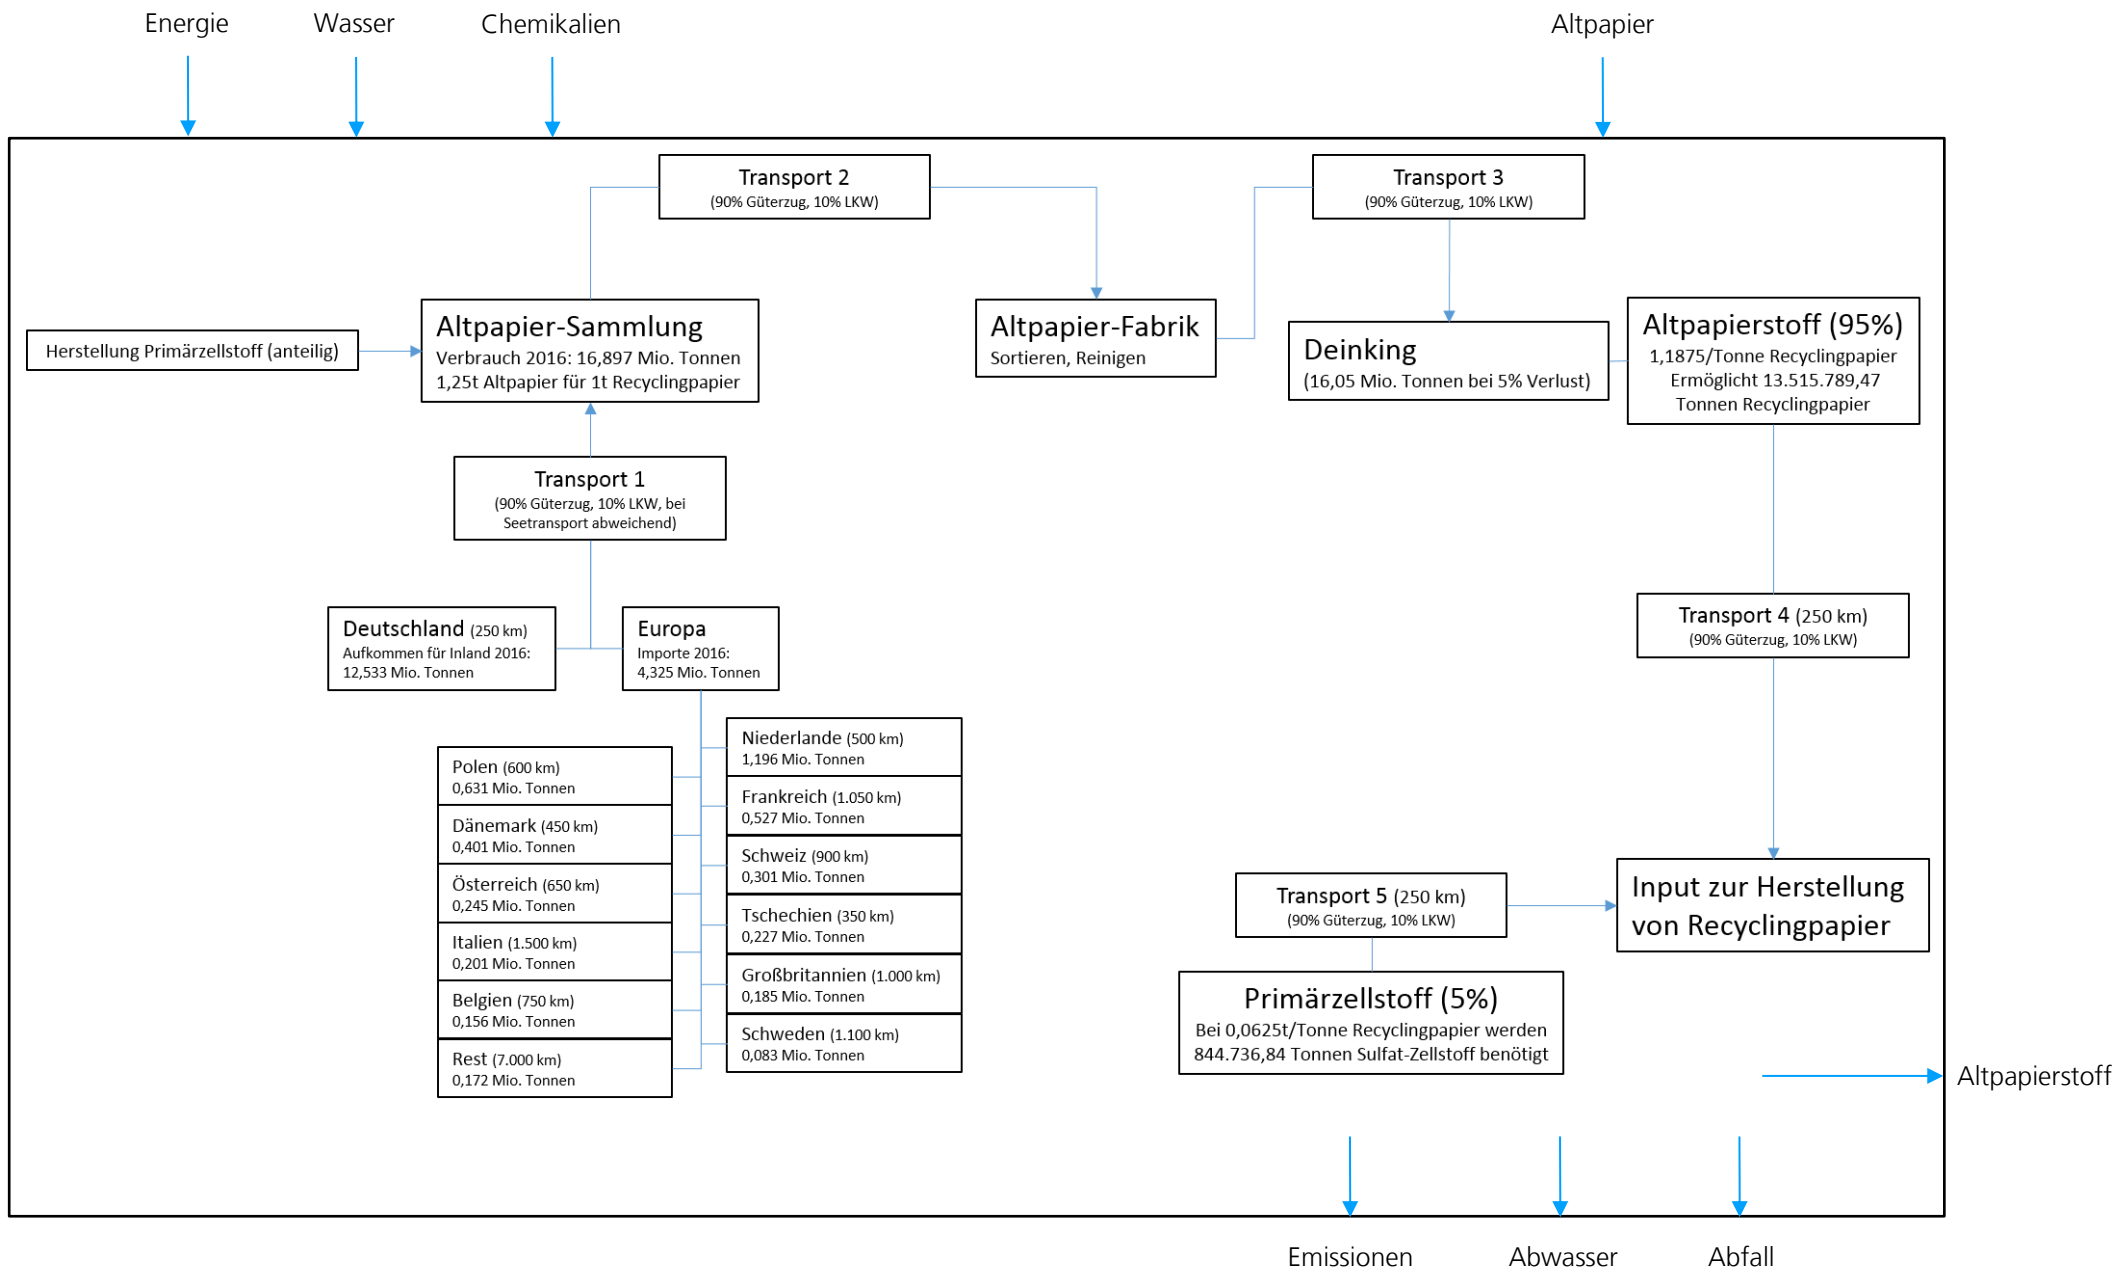 Energie
Wasser
Chemikalien
Altpapier
Transport 2
(90% Güterzug, 10% LKW)
Transport 3
(90% Güterzug, 10% LKW)
Herstellung Primärzellstoff (anteilig)
Altpapier-Sammlung
Verbrauch 2016: 16,897 Mio. Tonnen
1,25t Altpapier für 1t Recyclingpapier
Altpapier-Fabrik
Sortieren, Reinigen
Deinking
(16,05 Mio. Tonnen bei 5% Verlust)
Altpapierstoff (95%)
1,1875/Tonne Recyclingpapier
Ermöglicht 13.515.789,47
Tonnen Recyclingpapier
Transport 1
(90% Güterzug, 10% LKW, bei
Seetransport abweichend)
Deutschland (250 km)
Aufkommen für Inland 2016:
12,533 Mio. Tonnen
Europa
Importe 2016:
4,325 Mio. Tonnen
Transport 4 (250 km)
(90% Güterzug, 10% LKW)
Polen (600 km)
0,631 Mio. Tonnen
Dänemark (450 km)
0,401 Mio. Tonnen
Österreich (650 km)
0,245 Mio. Tonnen
Italien (1.500 km)
0,201 Mio. Tonnen
Belgien (750 km)
0,156 Mio. Tonnen
Rest (7.000 km)
0,172 Mio. Tonnen
Niederlande (500 km)
1,196 Mio. Tonnen
Frankreich (1.050 km)
0,527 Mio. Tonnen
Schweiz (900 km)
0,301 Mio. Tonnen
Tschechien (350 km)
0,227 Mio. Tonnen
Großbritannien (1.000 km)
0,185 Mio. Tonnen
Schweden (1.100 km)
0,083 Mio. Tonnen
Transport 5 (250 km)
(90% Güterzug, 10% LKW)
Input zur Herstellung
von Recyclingpapier
Primärzellstoff (5%)
Bei 0,0625t/Tonne Recyclingpapier werden
844.736,84 Tonnen Sulfat-Zellstoff benötigt
Altpapierstoff
Emissionen
Abwasser
Abfall